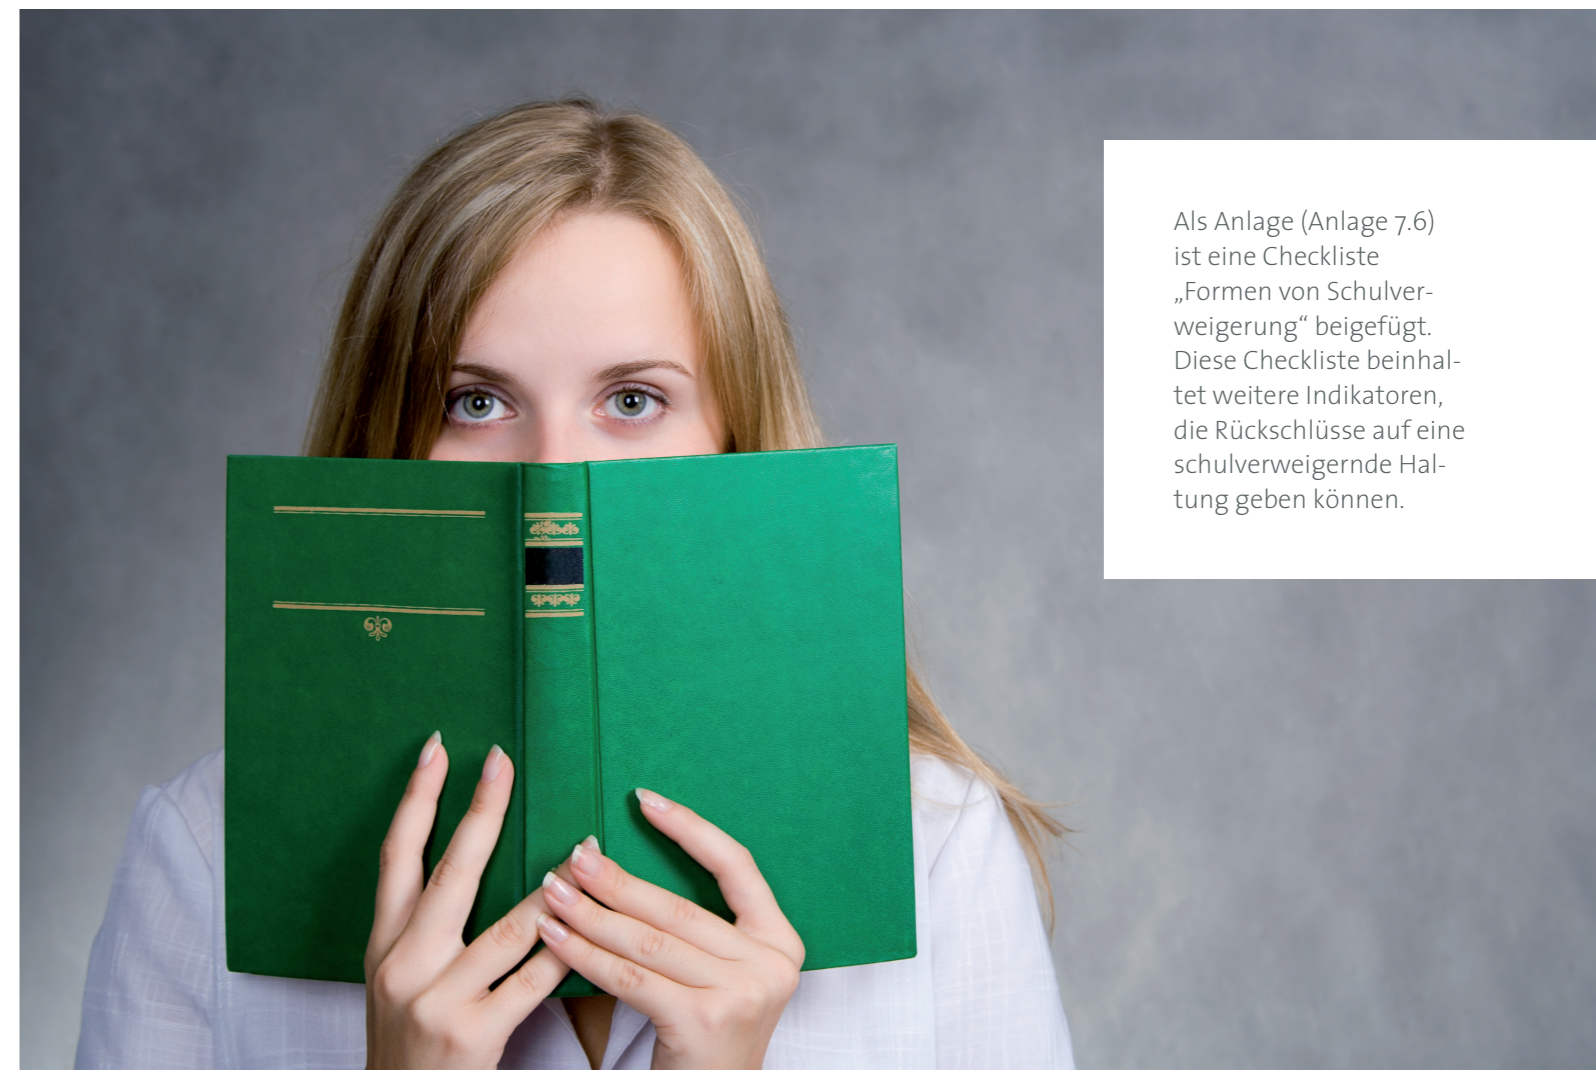 Als Anlage (Anlage 7.6)
ist eine Checkliste
„Formen von Schulver-
weigerung“ beigefügt.
Diese Checkliste beinhal-
tet weitere Indikatoren,
die Rückschlüsse auf eine
schulverweigernde Hal-
tung geben können.